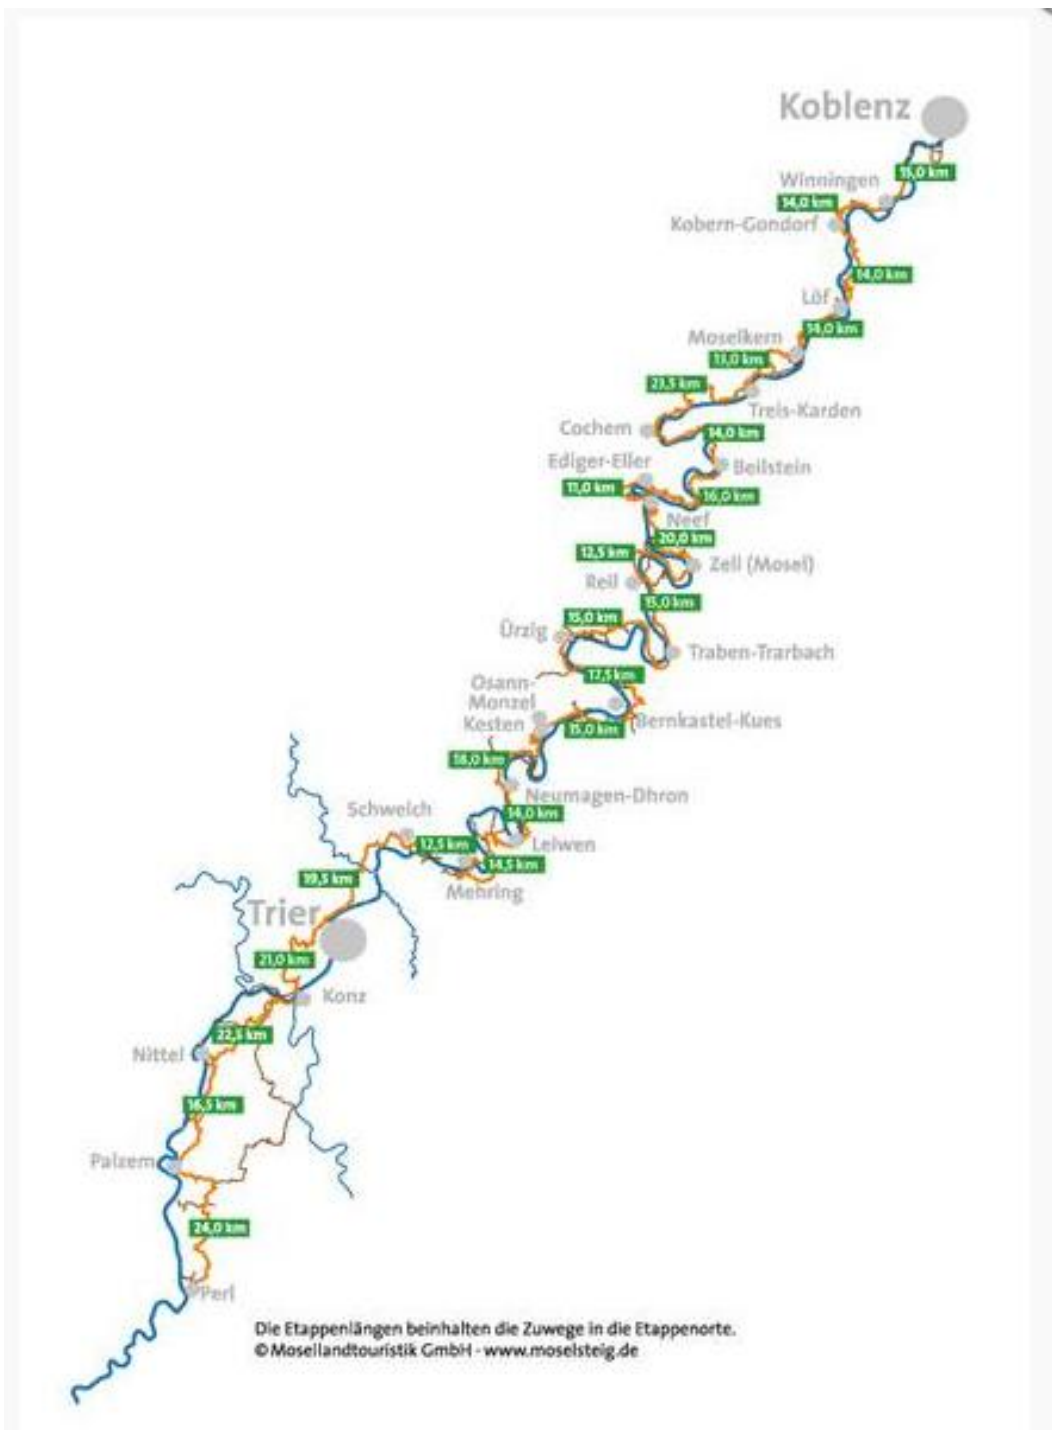 Koblenz
15,0 km
Winningen
14,0 km
Kobern-Gondorf
14,0 km
Löf
14,0 km
Moselkern
13,0 km
23,5 km
Treis-Karden
Cochem
14,0 km
Ediger-Eller
Beilstein
11,0 km
16,0 km
Neef
20,0 km
12,5 km
Zell (Mosel)
Reil
15,0 km
15,0 km
Ürzig
Traben-Trarbach
17,5 km
Osann-
Monzel
Kesten
Bernkastel-Kues
15,0 km
18,0 km
Neumagen-Dhron
Schweich
14,0 km
12,5 km
Leiwen
14,5 km
19,5 km
Mehring
Trier
21,0 km
Konz
22,5 km
Nittel
16,5 km
Palzem
24,0 km
Perl
Die Etappenlängen beinhalten die Zuwege in die Etappenorte.
© Mosellandtouristik GmbH - www.moselsteig.de